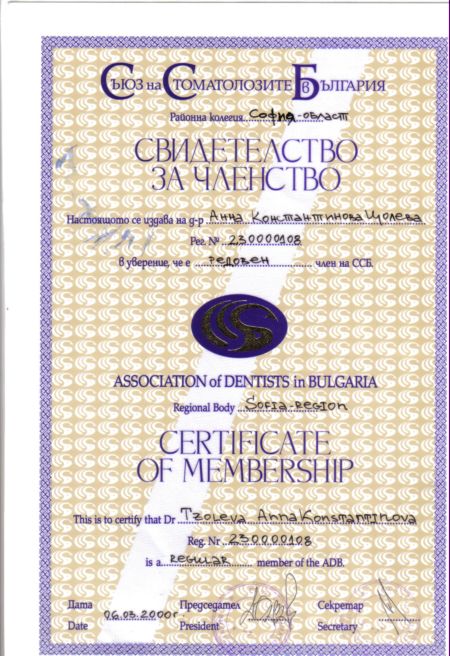 Съюз на Стоматолозите в България
Районна колегия София-област
СВИДЕТЕЛСТВО
ЗА ЧЛЕНСТВО
Настоящото се издава на д-р Анна Константинова Цолева
Рег. № 230000108
в уверение, че е редовен член на ССБ.
ASSOCIATION of DENTISTS in BULGARIA
Regional Body Sofia-region
CERTIFICATE
OF MEMBERSHIP
This is to certify that Dr Tzoleva Anna Konstantinova
Reg. Nr 230000108
is a regular member of the ADB.
Дата 06.03.2000г Председател Секретар
Date President Secretary